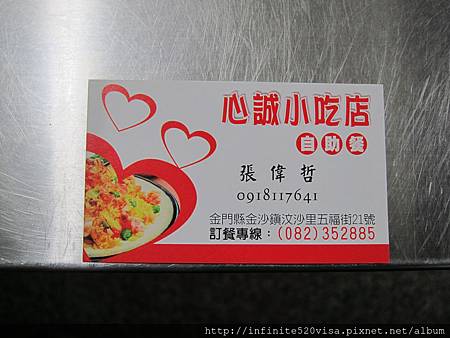 心誠小吃店
自助餐
張偉哲
0918117641
金門縣金沙鎮汶沙里五福街21號
訂餐專線：(082)352885
http://infinite520visa.pixnet.net/album